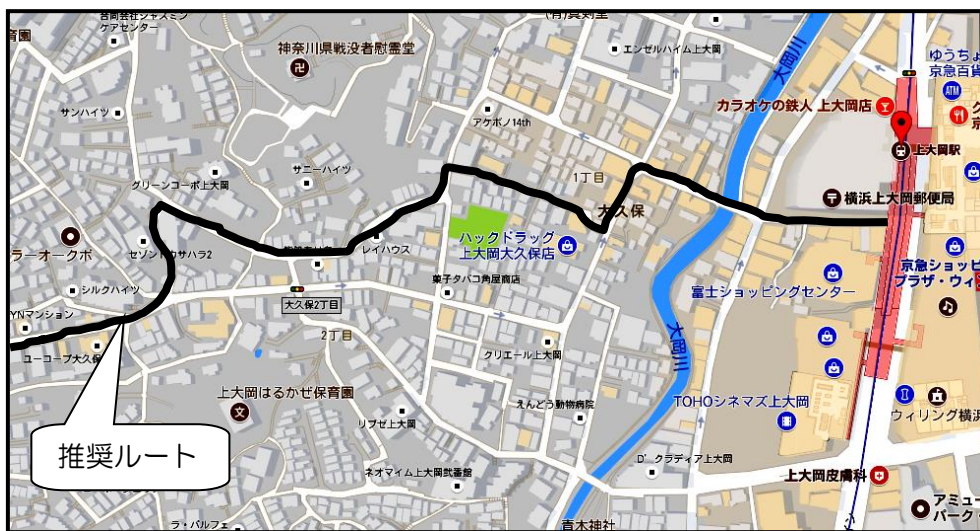 合同会社ジャスミン
ケアセンター
育園
神奈川県戦没者慰霊堂
エンゼルハイム上大岡
大岡川
ゆうちょ
京急百貨
ATM
カラオケの鉄人 上大岡店
サンハイツ
アケボノ14th
上大岡駅
サニーハイツ
グリーンコーポ上大岡
1丁目
大久保
横浜上大岡郵便局
ラーオークボ
レイハウス
ハックドラッグ
上大岡大久保店
京急ショッピ
プラザ・ウィ
シルクハイツ
菓子タバコ角屋商店
富士ショッピングセンター
YNマンション
大久保2丁目
大岡川
ユーコープ大久保
2丁目
クリエール上大岡
上大岡はるかぜ保育園
文
えんどう動物病院
TOHOシネマズ上大岡
ウィリング横浜
リブゼ上大岡
推奨ルート
D'クラディア上大岡
ネオマイム上大岡弐番館
上大岡皮膚科
アミュー
パーク
ラ・パルフェ
青木神社